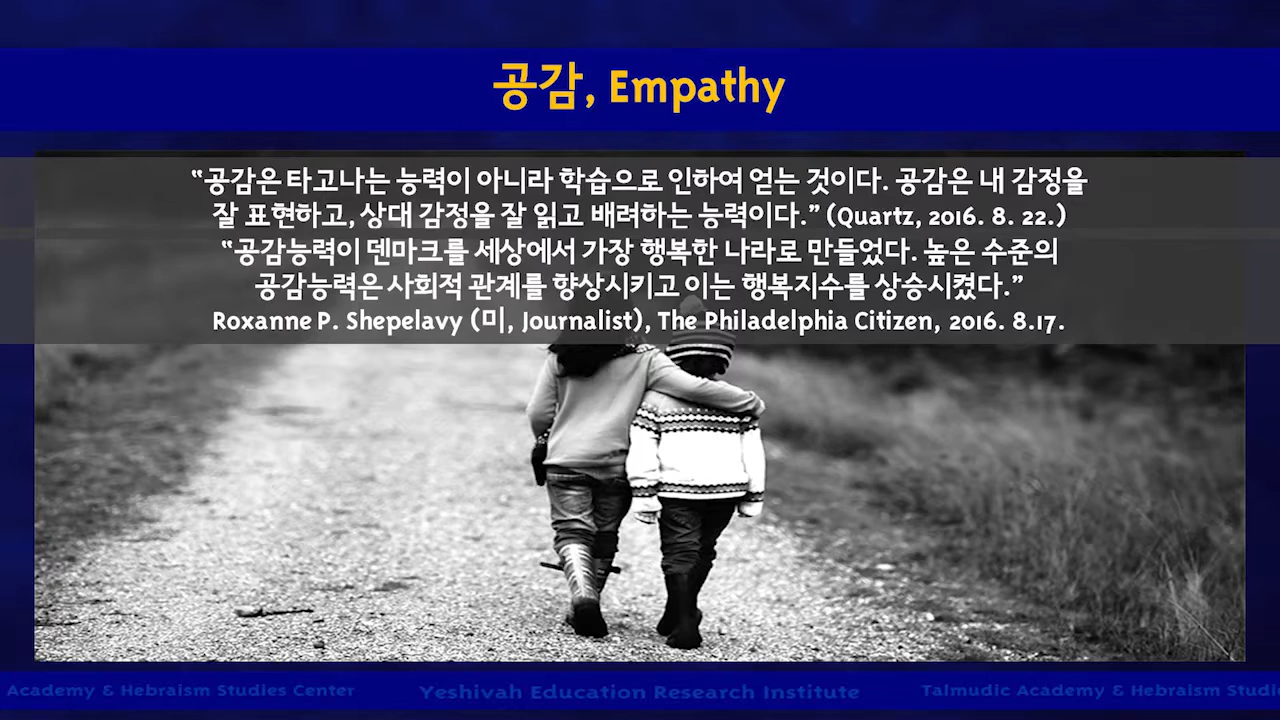 공감, Empathy
“공감은 타고나는 능력이 아니라 학습으로 인하여 얻는 것이다. 공감은 내 감정을
잘 표현하고, 상대 감정을 잘 읽고 배려하는 능력이다.” (Quartz, 2016. 8. 22.)
“공감능력이 덴마크를 세상에서 가장 행복한 나라로 만들었다. 높은 수준의
공감능력은 사회적 관계를 향상시키고 이는 행복지수를 상승시켰다.”
Roxanne P. Shepelavy (미, Journalist), The Philadelphia Citizen, 2016. 8.17.
Academy & Hebraism Studies Center Yeshivah Education Research Institute Talmudic Academy & Hebraism Studi